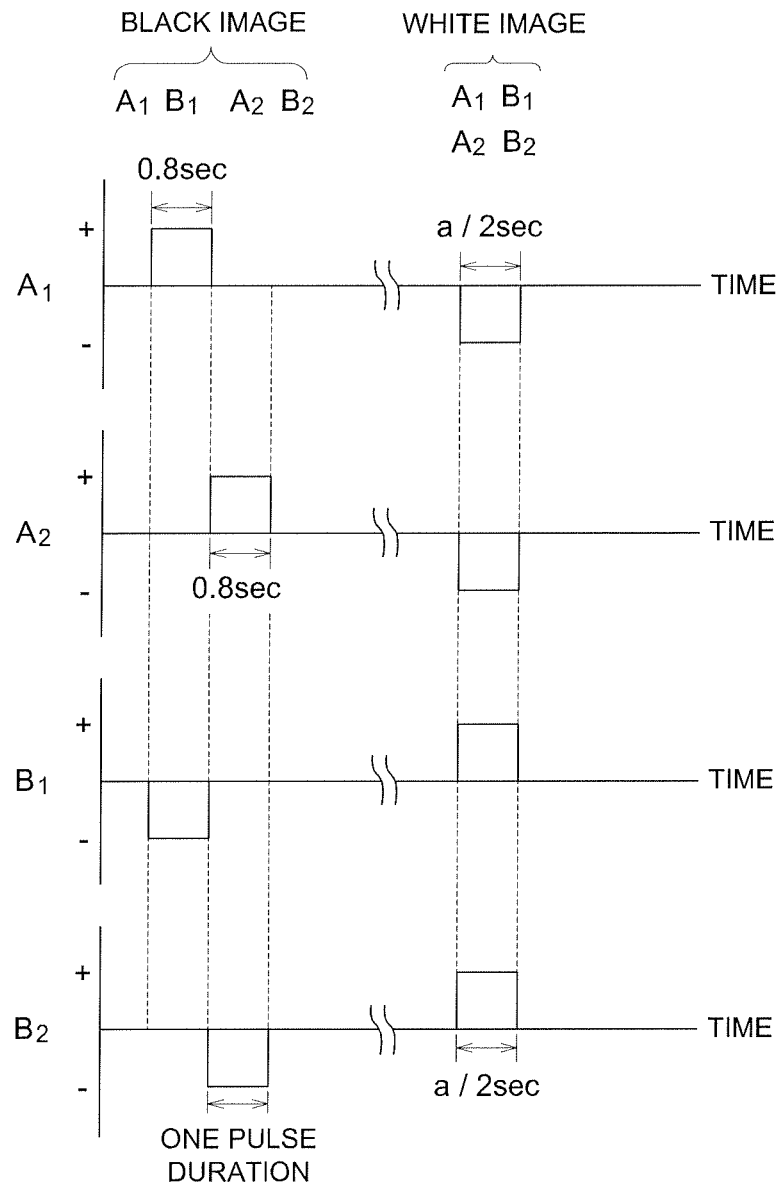 BLACK IMAGE
WHITE IMAGE
A1 B1 A2 B2
A1 B1
A2 B2
0.8sec
a / 2sec
+
A1
-
TIME
+
A2
-
TIME
0.8sec
+
B1
-
TIME
+
B2
-
TIME
a / 2sec
ONE PULSE
DURATION